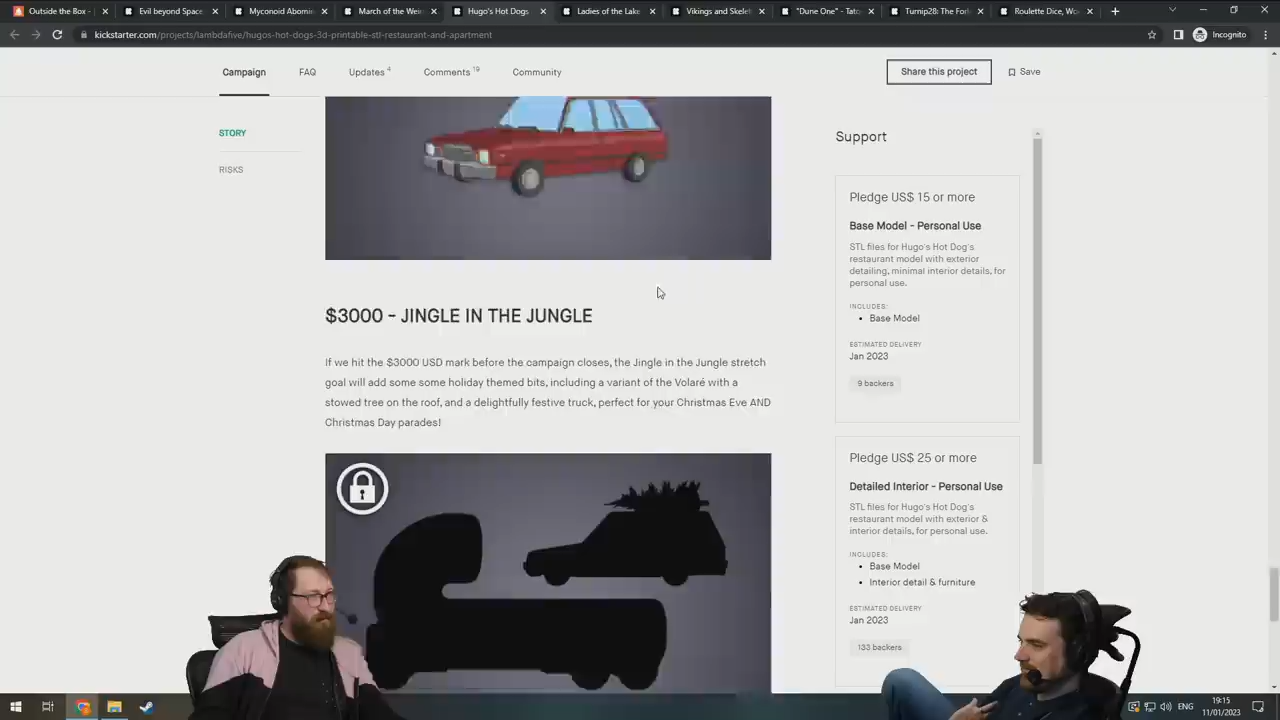 Outside the Box -
Evil beyond Space
Myconoid Abomin
March of the Weir
Hugo's Hot Dogs:
Ladies of the Lake
Vikings and Skelet
"Dune One" - Tato
Turnip28: The Forl
Roulette Dice, Wo
kickstarter.com/projects/lambdafive/hugos-hot-dogs-3d-printable-stl-restaurant-and-apartment
Incognito
Campaign
FAQ
Updates 4
Comments 19
Community
Share this project
Save
STORY
RISKS
$3000 - JINGLE IN THE JUNGLE
If we hit the $3000 USD mark before the campaign closes, the Jingle in the Jungle stretch
goal will add some some holiday themed bits, including a variant of the Volaré with a
stowed tree on the roof, and a delightfully festive truck, perfect for your Christmas Eve AND
Christmas Day parades!
Support
Pledge US$ 15 or more
Base Model - Personal Use
STL files for Hugo's Hot Dog's
restaurant model with exterior
detailing, minimal interior details, for
personal use.
INCLUDES:
• Base Model
ESTIMATED DELIVERY
Jan 2023
9 backers
Pledge US$ 25 or more
Detailed Interior - Personal Use
STL files for Hugo's Hot Dog's
restaurant model with exterior &
interior details, for personal use.
INCLUDES:
• Base Model
• Interior detail & furniture
ESTIMATED DELIVERY
Jan 2023
133 backers
ENG
19:15
11/01/2023